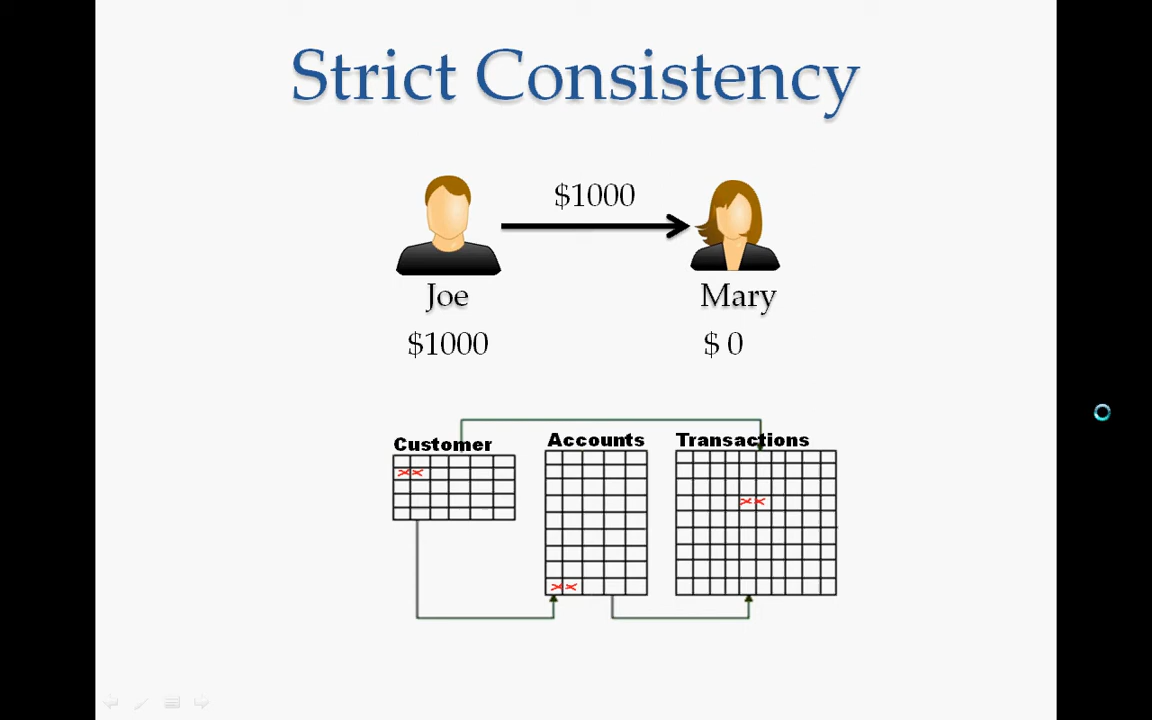 Strict Consistency
$1000
Joe
Mary
$1000
$ 0
Customer
Accounts
Transactions